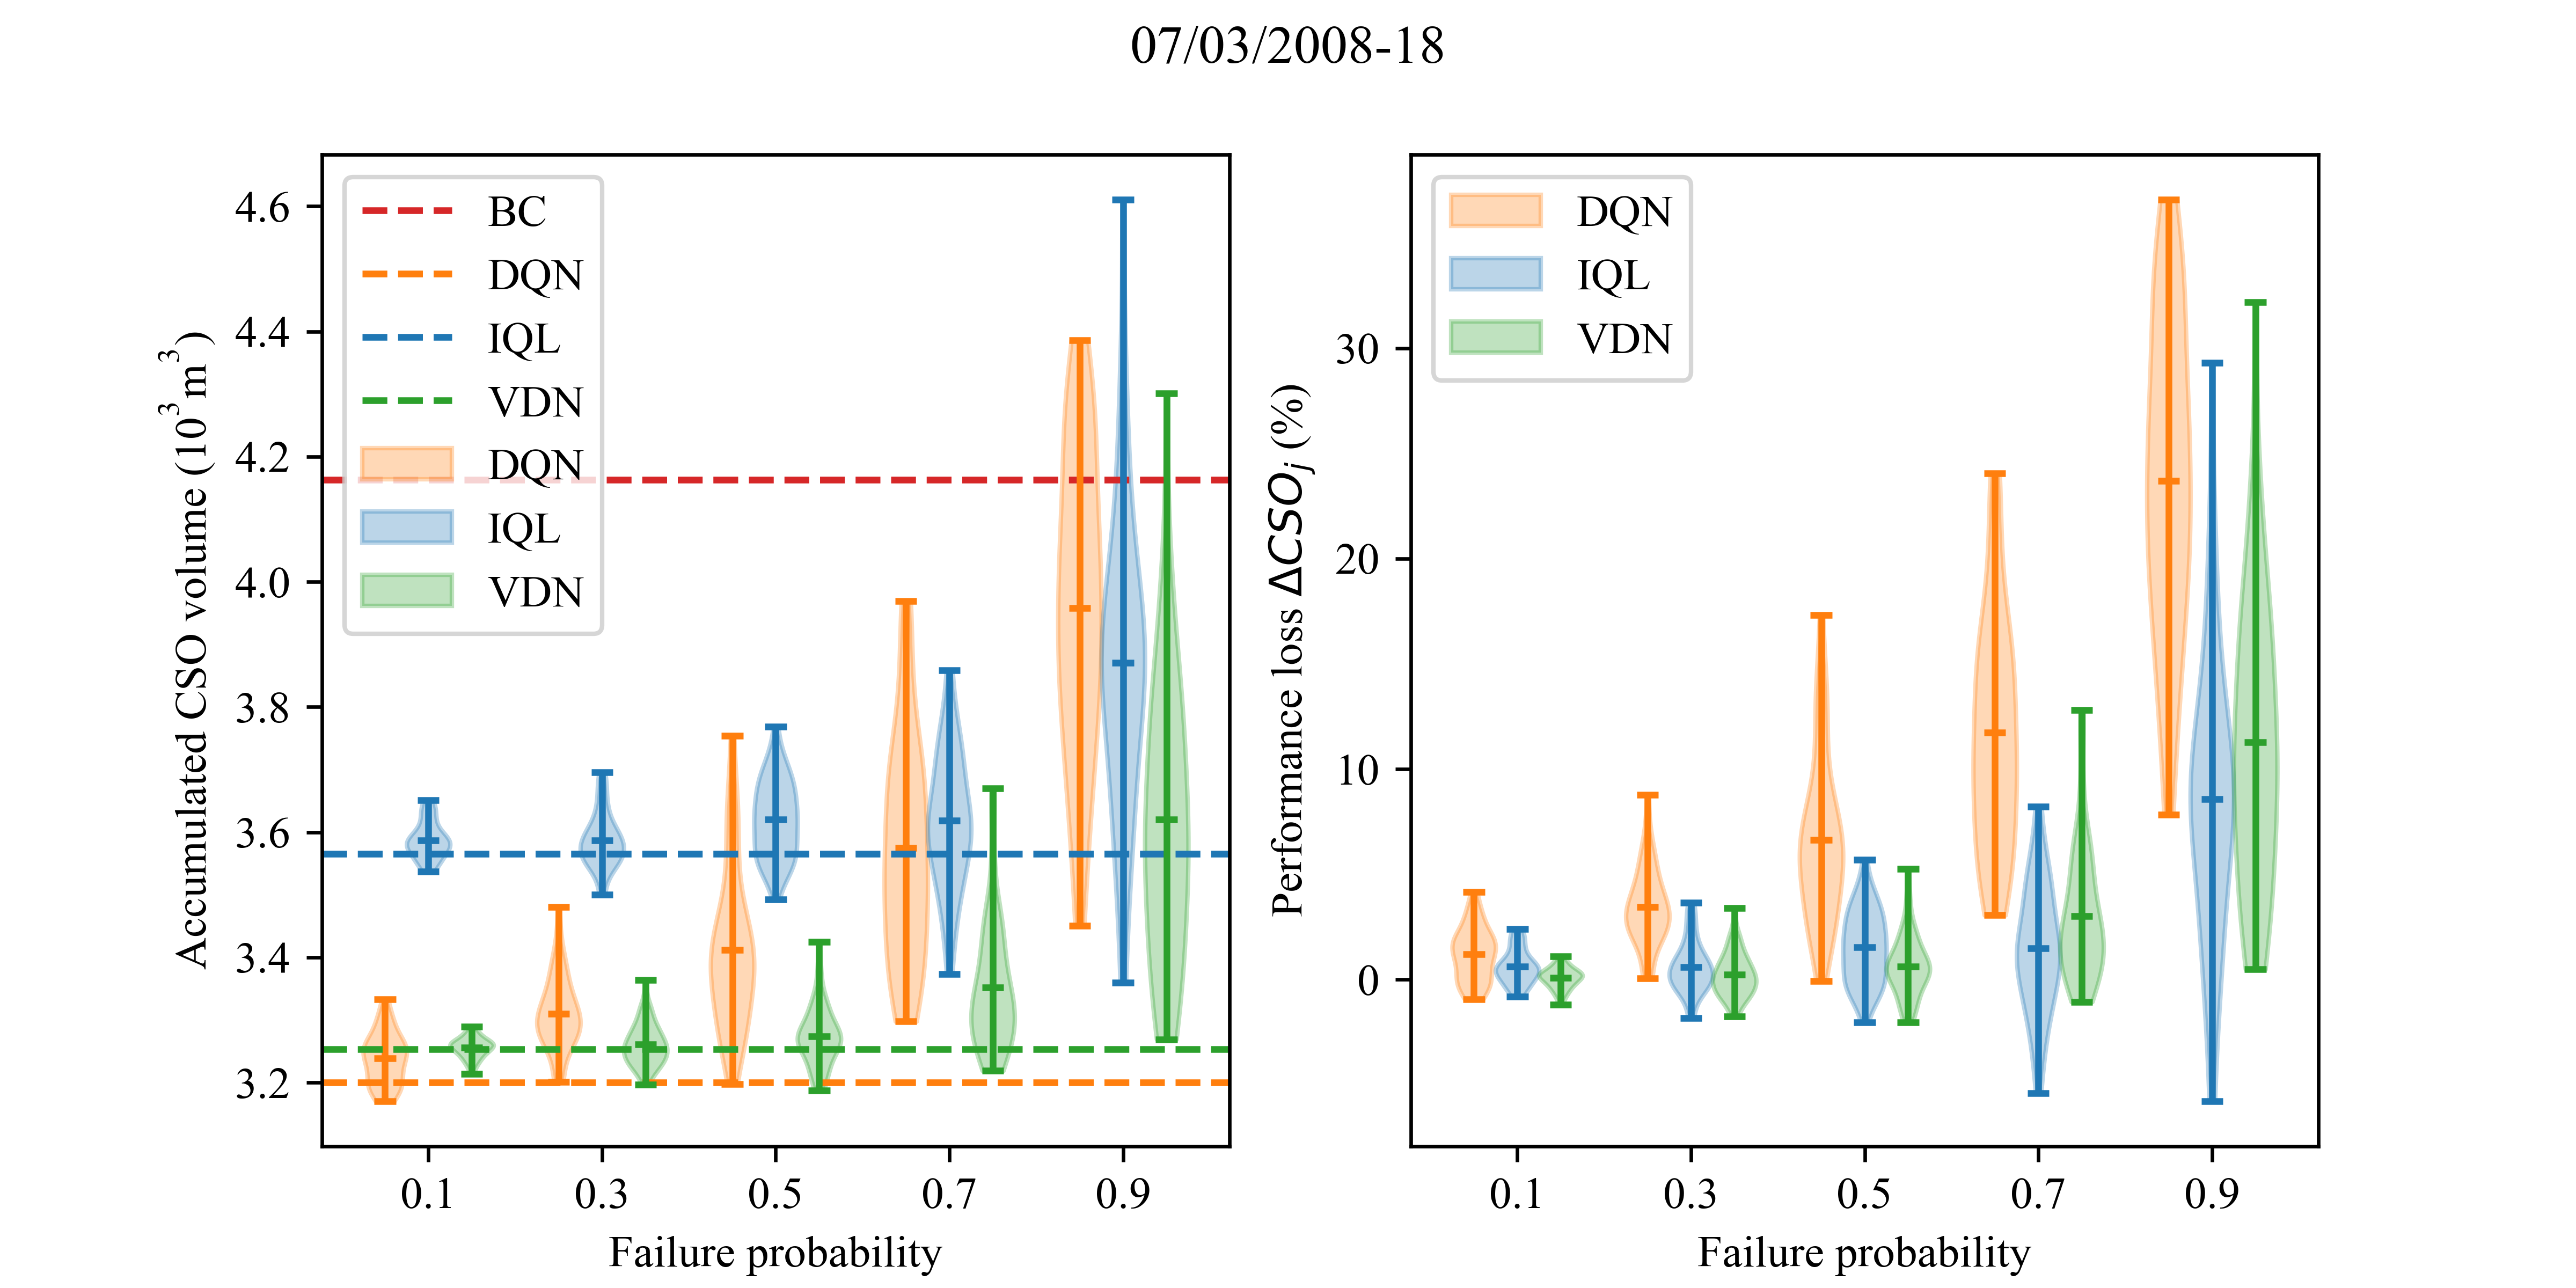 07/03/2008-18
Accumulated CSO volume (10³m³)
4.6
4.4
4.2
4.0
3.8
3.6
3.4
3.2
BC
DQN
IQL
VDN
DQN
IQL
VDN
0.1 0.3 0.5 0.7 0.9
Failure probability
Performance loss ΔCSOⱼ (%)
30
20
10
0
DQN
IQL
VDN
0.1 0.3 0.5 0.7 0.9
Failure probability